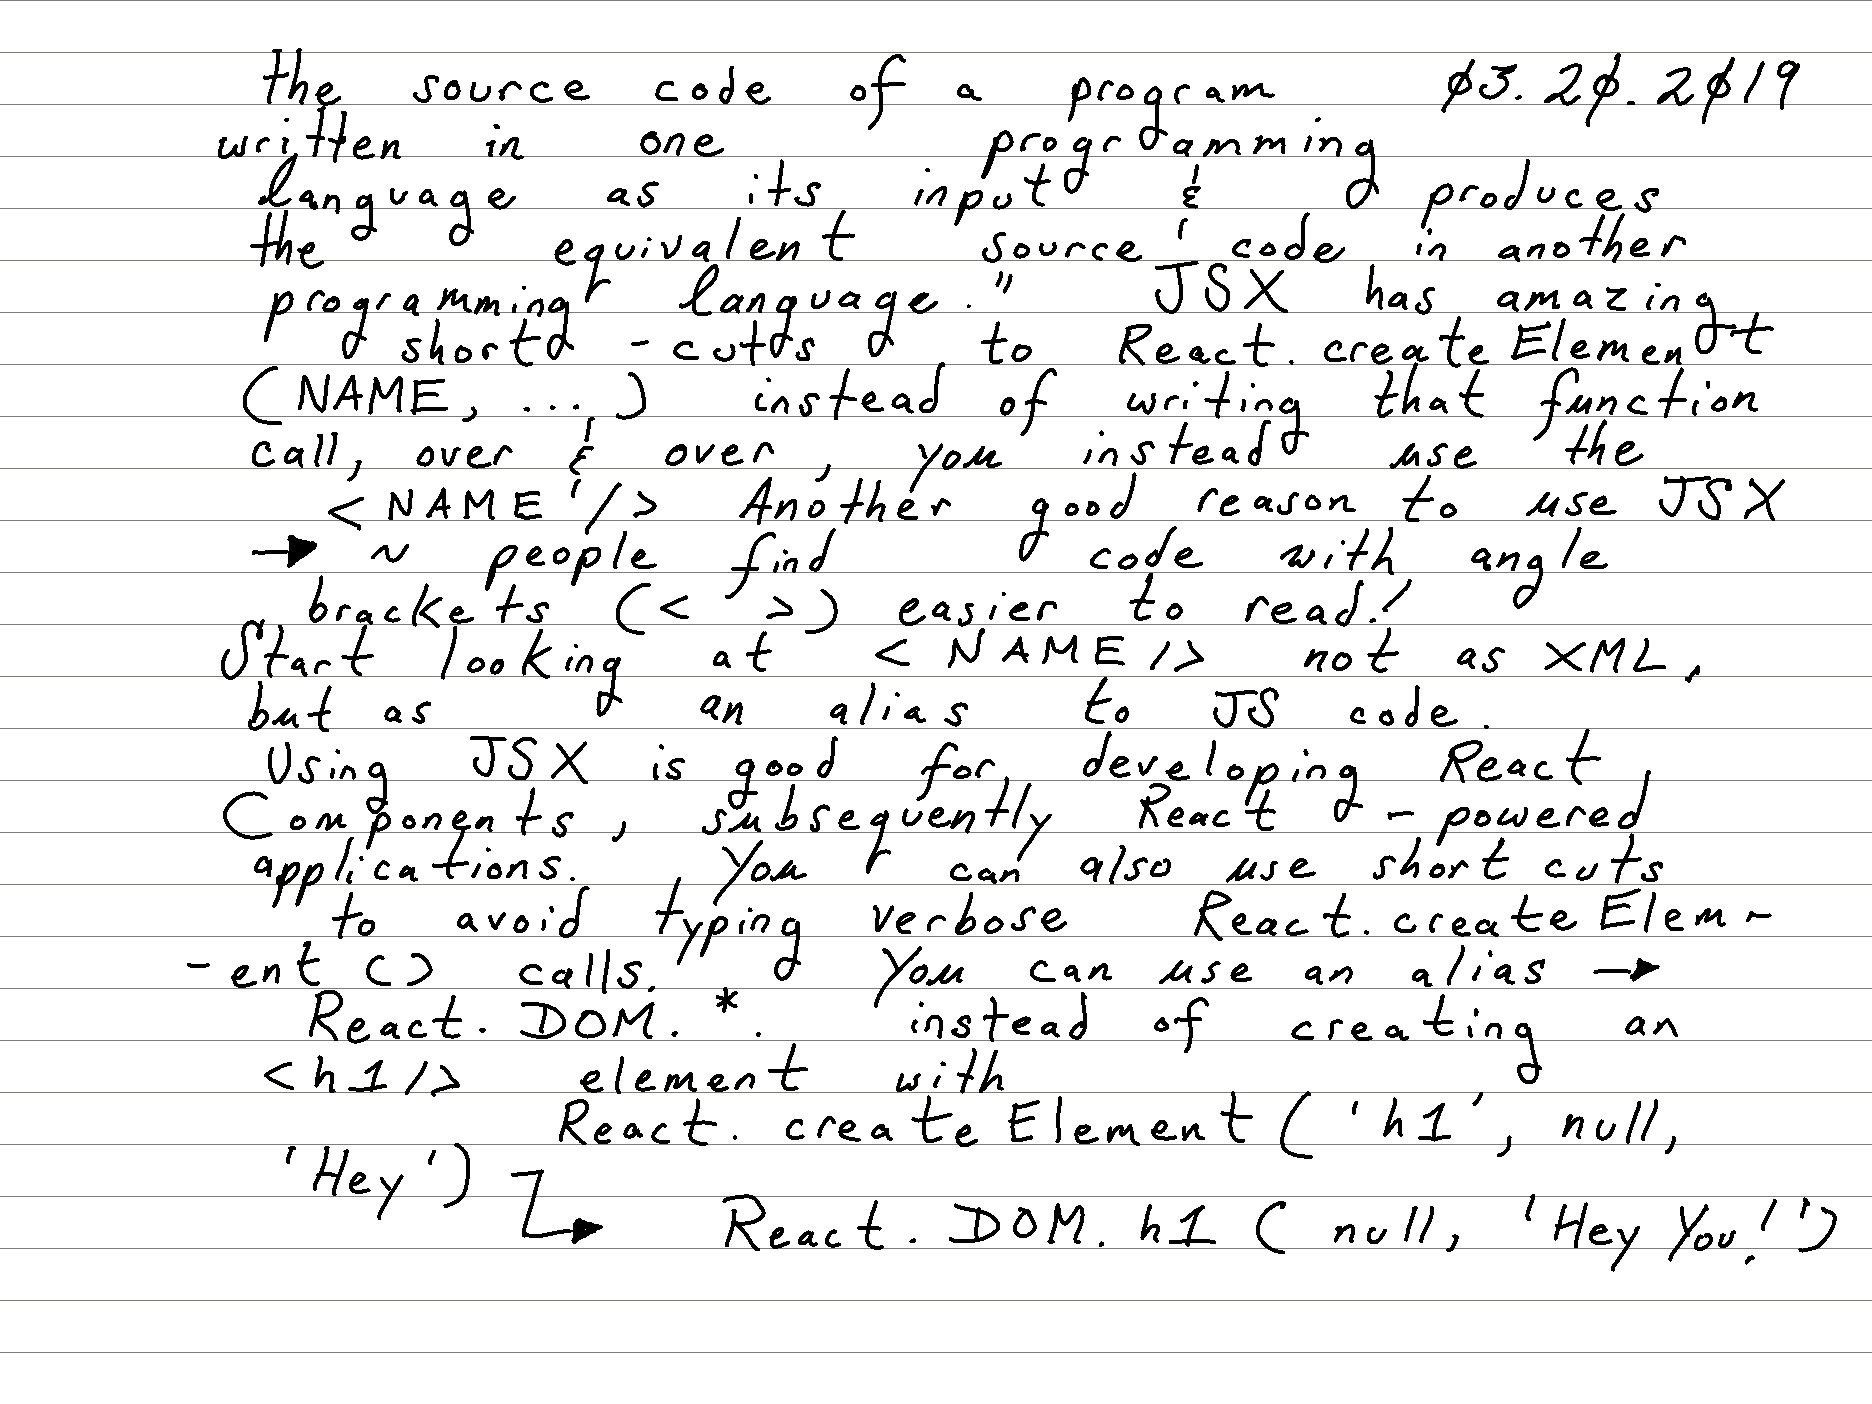 the source code of a program 03.20.2019
written in one programming
language as its input & produces
the equivalent source code in another
programming language." JSX has amazing
short-cuts to React.createElement
(NAME, ...) instead of writing that function
call, over & over, you instead use the
<NAME /> Another good reason to use JSX
→ ~ people find code with angle
brackets (< >) easier to read!
Start looking at <NAME/> not as XML,
but as an alias to JS code.
Using JSX is good for developing React
Components, subsequently React-powered
applications. You can also use short cuts
to avoid typing verbose React.createElem-
-ent() calls. You can use an alias →
React.DOM.*. instead of creating an
<h1/> element with
React.createElement('h1', null,
'Hey')
→ React.DOM.h1(null, 'Hey You!')